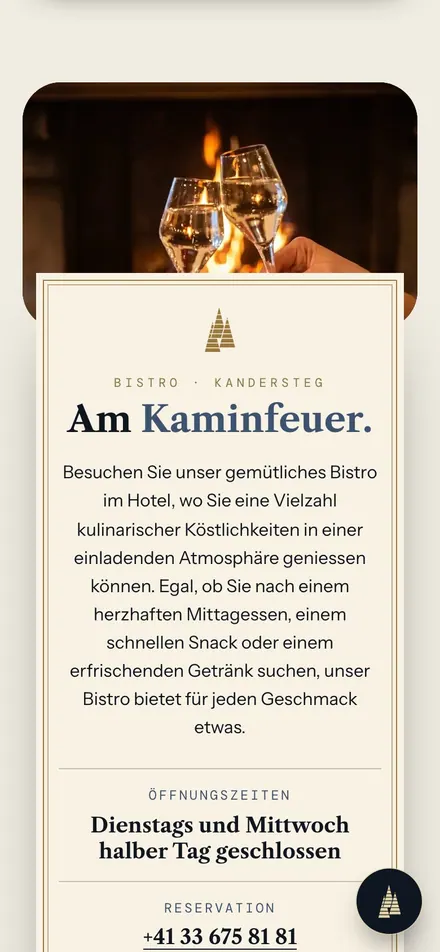 BISTRO · KANDERSTEG
Am Kaminfeuer.
Besuchen Sie unser gemütliches Bistro
im Hotel, wo Sie eine Vielzahl
kulinarischer Köstlichkeiten in einer
einladenden Atmosphäre geniessen
können. Egal, ob Sie nach einem
herzhaften Mittagessen, einem
schnellen Snack oder einem
erfrischenden Getränk suchen, unser
Bistro bietet für jeden Geschmack
etwas.
ÖFFNUNGSZEITEN
Dienstags und Mittwoch
halber Tag geschlossen
RESERVATION
+41 33 675 81 81